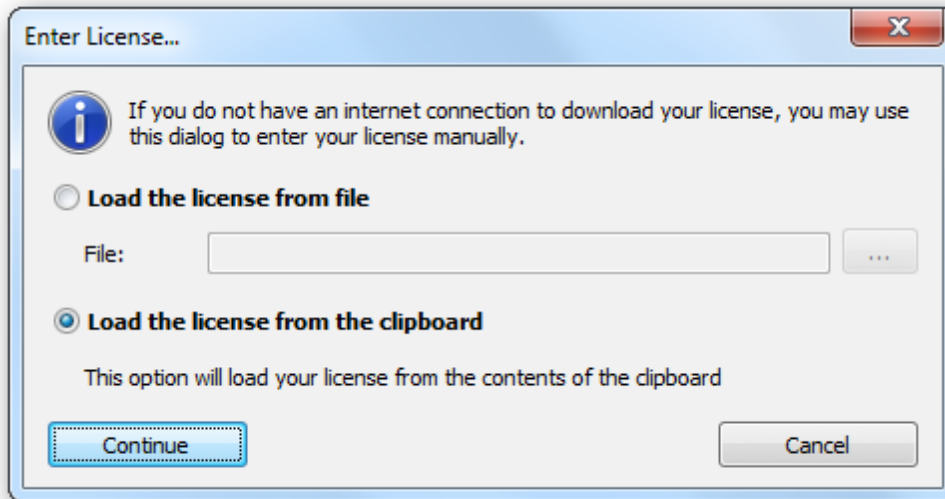 Enter License...
If you do not have an internet connection to download your license, you may use
this dialog to enter your license manually.
Load the license from file
File:
...
Load the license from the clipboard
This option will load your license from the contents of the clipboard
Continue
Cancel